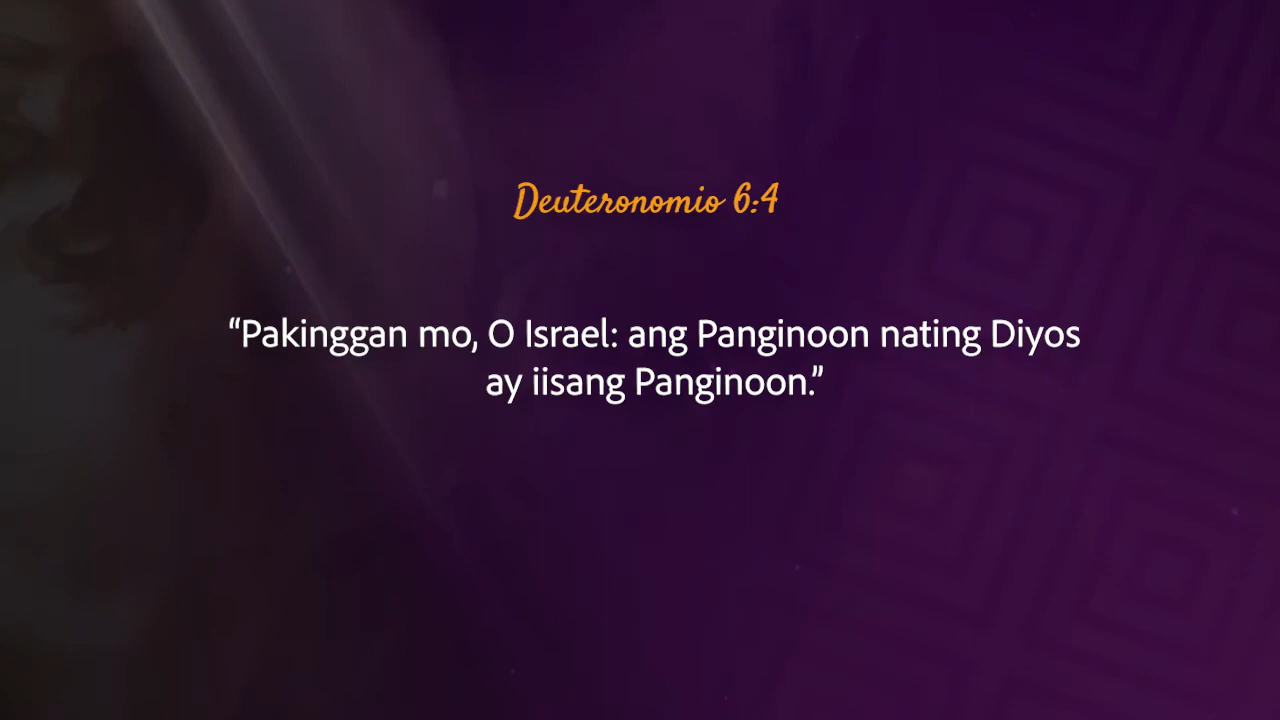 Deuteronomio 6:4
“Pakinggan mo, O Israel: ang Panginoon nating Diyos
ay iisang Panginoon.”